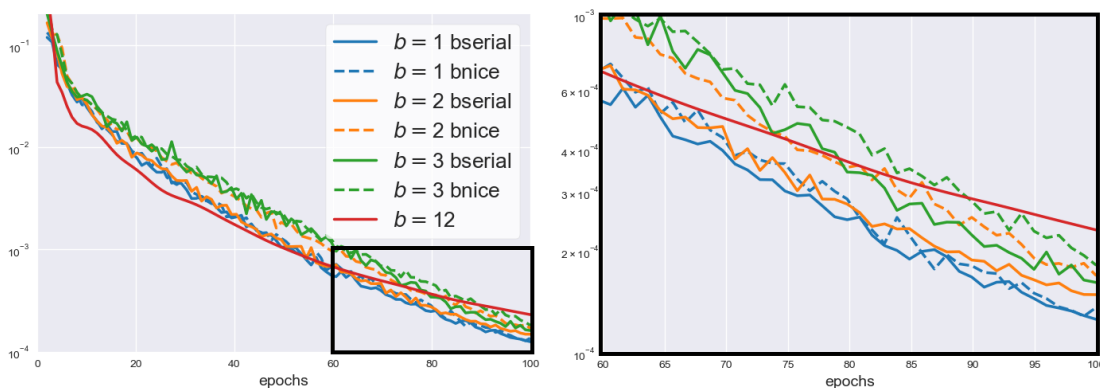 10⁻¹
10⁻²
10⁻³
10⁻⁴
0 20 40 60 80 100
epochs
b = 1 bserial
b = 1 bnice
b = 2 bserial
b = 2 bnice
b = 3 bserial
b = 3 bnice
b = 12
10⁻³
6 × 10⁻⁴
4 × 10⁻⁴
3 × 10⁻⁴
2 × 10⁻⁴
10⁻⁴
60 65 70 75 80 85 90 95 100
epochs